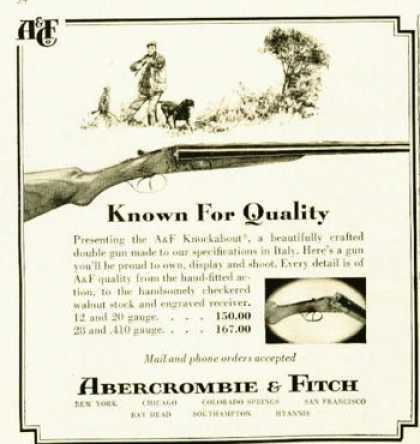 A&F
Known For Quality
Presenting the A&F Knockabout®, a beautifully crafted
double gun made to our specifications in Italy. Here's a gun
you'll be proud to own, display and shoot. Every detail is of
A&F quality from the hand-fitted ac-
tion, to the handsomely checkered
walnut stock and engraved receiver.
12 and 20 gauge. . . . 150.00
28 and .410 gauge. . . . 167.00
Mail and phone orders accepted
ABERCROMBIE & FITCH
NEW YORK CHICAGO COLORADO SPRINGS SAN FRANCISCO
BAY HEAD SOUTHAMPTON HYANNIS